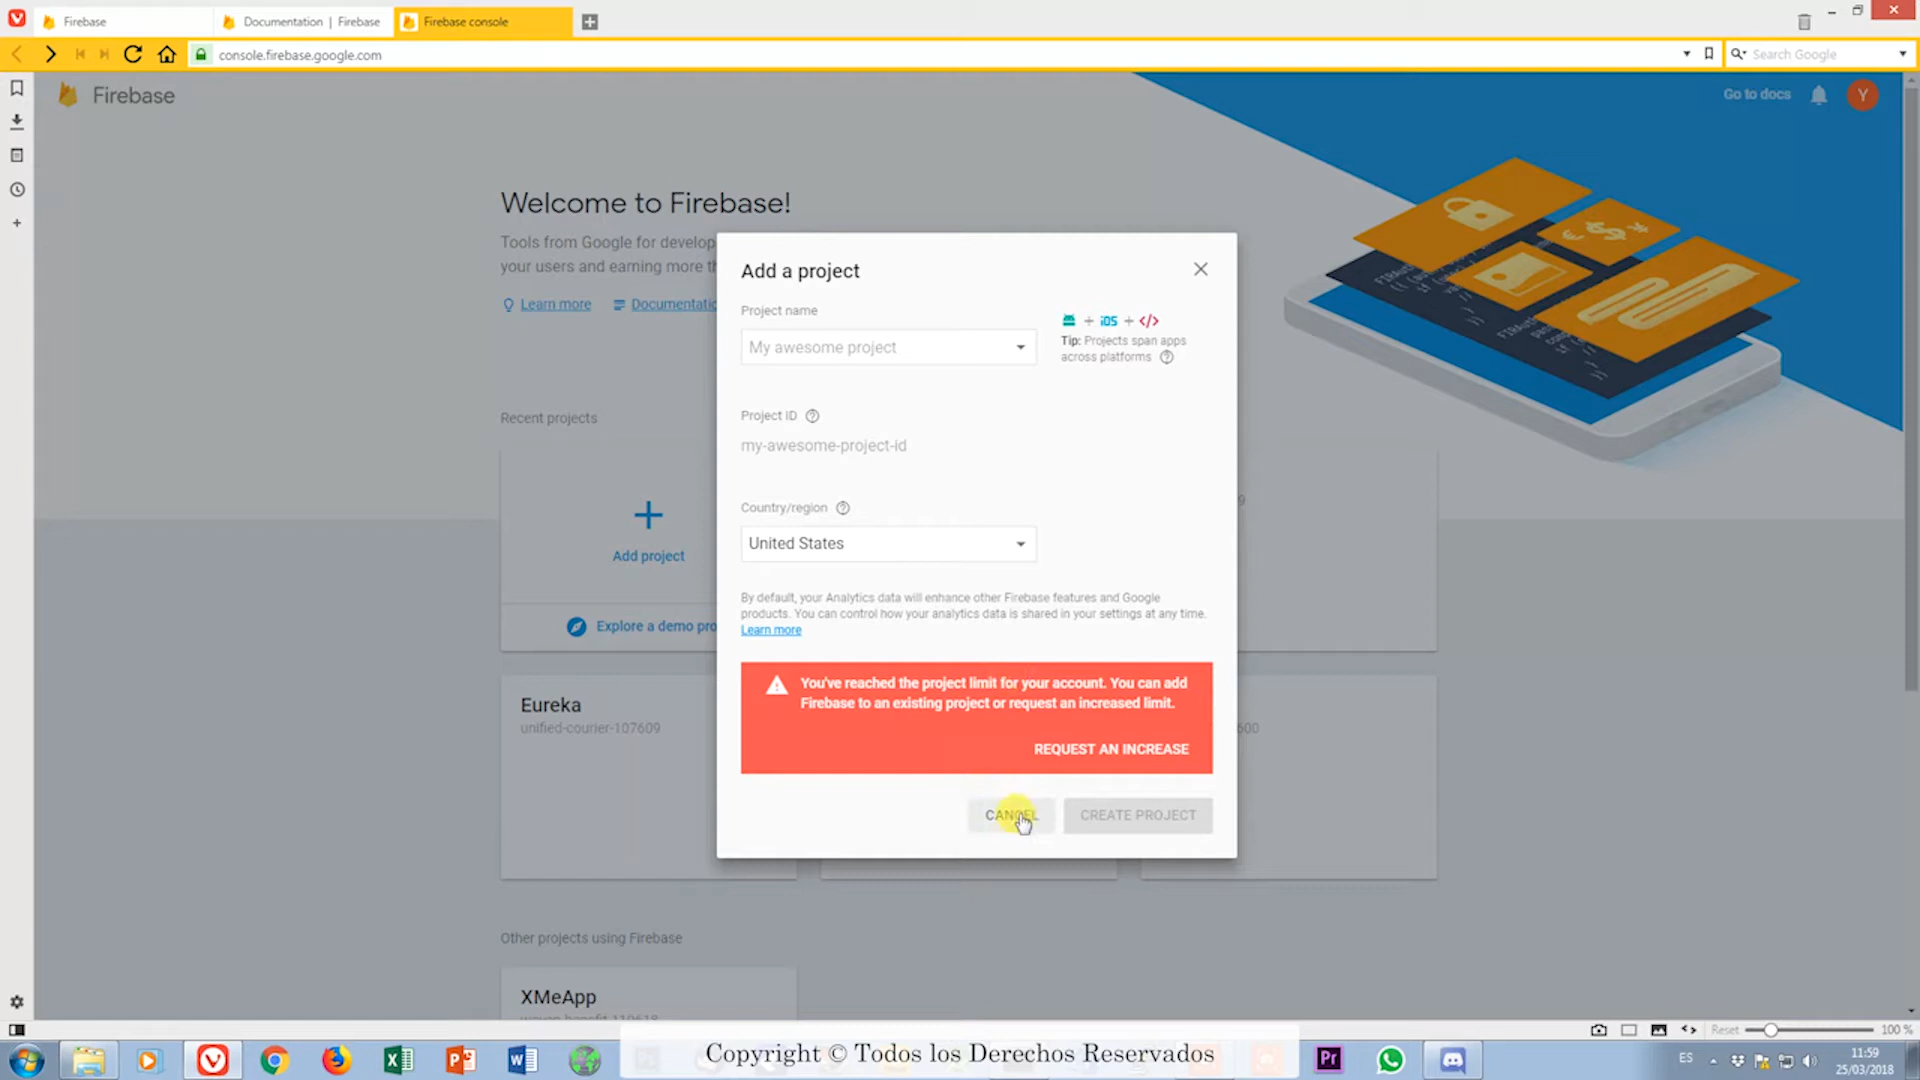 Firebase
Documentation | Firebase
Firebase console
console.firebase.google.com
Search Google
Firebase
Go to docs
Y
Welcome to Firebase!
Tools from Google for develop
your users and earning more th
Learn more
Documentatio
Recent projects
Add project
Explore a demo pro
Eureka
unified-courier-107609
Other projects using Firebase
XMeApp
Add a project
Project name
My awesome project
iOS
Tip: Projects span apps
across platforms
Project ID
my-awesome-project-id
Country/region
United States
By default, your Analytics data will enhance other Firebase features and Google
products. You can control how your analytics data is shared in your settings at any time.
Learn more
You've reached the project limit for your account. You can add
Firebase to an existing project or request an increased limit.
REQUEST AN INCREASE
CANCEL
CREATE PROJECT
9
600
Reset
100 %
Copyright © Todos los Derechos Reservados
Pr
ES
11:59
25/03/2018